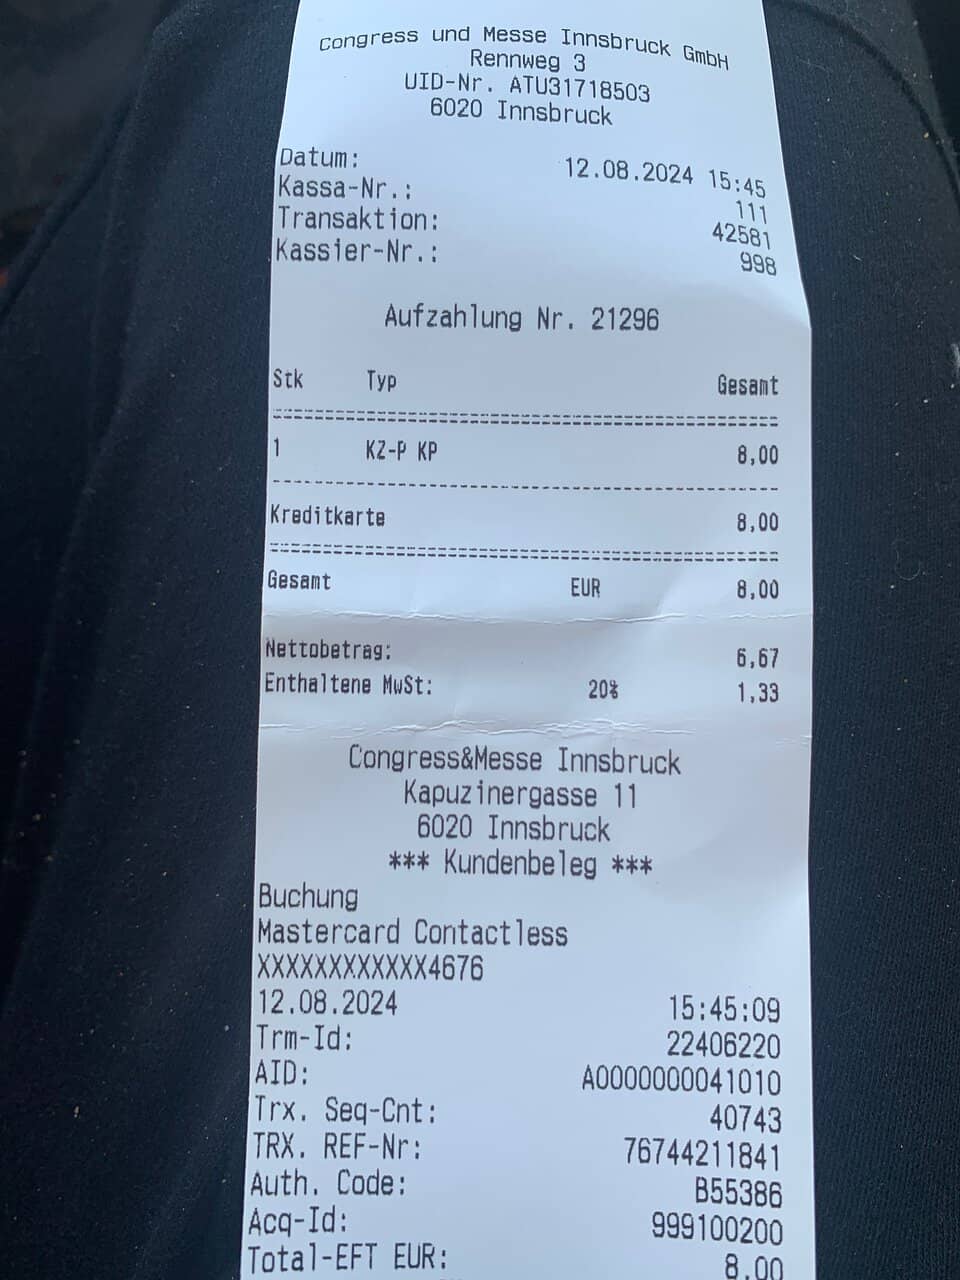 Congress und Messe Innsbruck GmbH
Rennweg 3
UID-Nr. ATU31718503
6020 Innsbruck
Datum: 12.08.2024 15:45
Kassa-Nr.: 111
Transaktion: 42581
Kassier-Nr.: 998
Aufzahlung Nr. 21296
Stk Typ Gesamt
1 KZ-P KP 8,00
Kreditkarte 8,00
Gesamt EUR 8,00
Nettobetrag: 6,67
Enthaltene MwSt: 20% 1,33
Congress&Messe Innsbruck
Kapuzinergasse 11
6020 Innsbruck
*** Kundenbeleg ***
Buchung
Mastercard Contactless
XXXXXXXXXXXX4676
12.08.2024 15:45:09
Trm-Id: 22406220
AID: A0000000041010
Trx. Seq-Cnt: 40743
TRX. REF-Nr: 76744211841
Auth. Code: B55386
Acq-Id: 999100200
Total-EFT EUR: 8.00